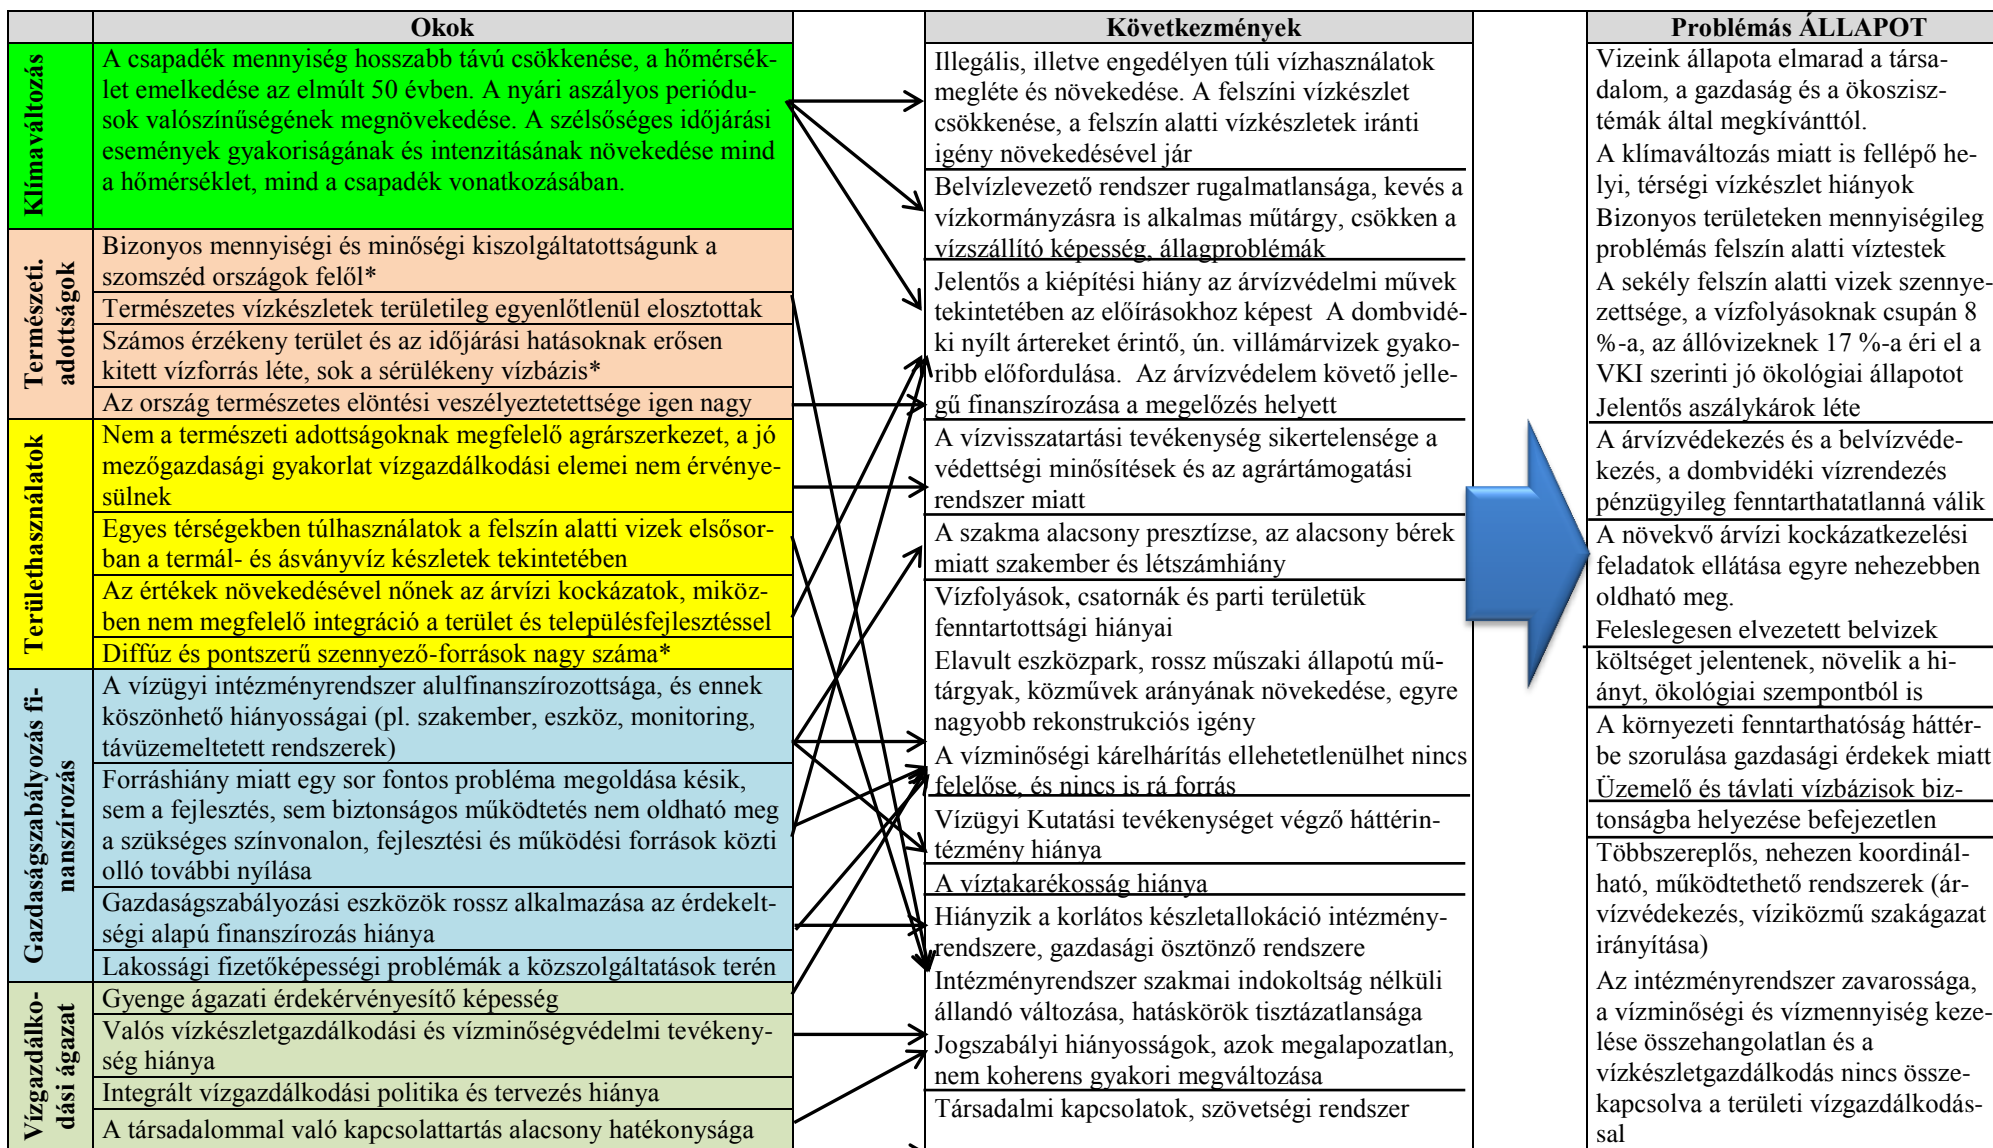 Okok
Klímaváltozás
A csapadék mennyiség hosszabb távú csökkenése, a hőmérsék-
let emelkedése az elmúlt 50 évben. A nyári aszályos periódu-
sok valószínűségének megnövekedése. A szélsőséges időjárási
események gyakoriságának és intenzitásának növekedése mind
a hőmérséklet, mind a csapadék vonatkozásában.
Természeti.
adottságok
Bizonyos mennyiségi és minőségi kiszolgáltatottságunk a
szomszéd országok felől*
Természetes vízkészletek területileg egyenlőtlenül elosztottak
Számos érzékeny terület és az időjárási hatásoknak erősen
kitett vízforrás léte, sok a sérülékeny vízbázis*
Az ország természetes elöntési veszélyeztetettsége igen nagy
Területhasználatok
Nem a természeti adottságoknak megfelelő agrárszerkezet, a jó
mezőgazdasági gyakorlat vízgazdálkodási elemei nem érvénye-
sülnek
Egyes térségekben túlhasználatok a felszín alatti vizek elsősor-
ban a termál- és ásványvíz készletek tekintetében
Az értékek növekedésével nőnek az árvízi kockázatok, miköz-
ben nem megfelelő integráció a terület és településfejlesztéssel
Diffúz és pontszerű szennyező-források nagy száma*
Gazdaságszabályozás fi-
nanszírozás
A vízügyi intézményrendszer alulfinanszírozottsága, és ennek
köszönhető hiányosságai (pl. szakember, eszköz, monitoring,
távüzemeltetett rendszerek)
Forráshiány miatt egy sor fontos probléma megoldása késik,
sem a fejlesztés, sem biztonságos működtetés nem oldható meg
a szükséges színvonalon, fejlesztési és működési források közti
olló további nyílása
Gazdaságszabályozási eszközök rossz alkalmazása az érdekelt-
ségi alapú finanszírozás hiánya
Lakossági fizetőképességi problémák a közszolgáltatások terén
Vízgazdálko-
dási ágazat
Gyenge ágazati érdekérvényesítő képesség
Valós vízkészletgazdálkodási és vízminőségvédelmi tevékeny-
ség hiánya
Integrált vízgazdálkodási politika és tervezés hiánya
A társadalommal való kapcsolattartás alacsony hatékonysága
Következmények
Illegális, illetve engedélyen túli vízhasználatok
megléte és növekedése. A felszíni vízkészlet
csökkenése, a felszín alatti vízkészletek iránti
igény növekedésével jár
Belvízlevezető rendszer rugalmatlansága, kevés a
vízkormányzásra is alkalmas műtárgy, csökken a
vízszállító képesség, állagproblémák
Jelentős a kiépítési hiány az árvízvédelmi művek
tekintetében az előírásokhoz képest A dombvidé-
ki nyílt ártereket érintő, ún. villámárvizek gyako-
ribb előfordulása. Az árvízvédelem követő jelle-
gű finanszírozása a megelőzés helyett
A vízvisszatartási tevékenység sikertelensége a
védettségi minősítések és az agrártámogatási
rendszer miatt
A szakma alacsony presztízse, az alacsony bérek
miatt szakember és létszámhiány
Vízfolyások, csatornák és parti területük
fenntartottsági hiányai
Elavult eszközpark, rossz műszaki állapotú mű-
tárgyak, közművek arányának növekedése, egyre
nagyobb rekonstrukciós igény
A vízminőségi kárelhárítás ellehetetlenülhet nincs
felelőse, és nincs is rá forrás
Vízügyi Kutatási tevékenységet végző háttérin-
tézmény hiánya
A víztakarékosság hiánya
Hiányzik a korlátos készletallokáció intézmény-
rendszere, gazdasági ösztönző rendszere
Intézményrendszer szakmai indokoltság nélküli
állandó változása, hatáskörök tisztázatlansága
Jogszabályi hiányosságok, azok megalapozatlan,
nem koherens gyakori megváltozása
Társadalmi kapcsolatok, szövetségi rendszer
Problémás ÁLLAPOT
Vizeink állapota elmarad a társa-
dalom, a gazdaság és a ökoszisz-
témák által megkívánttól.
A klímaváltozás miatt is fellépő he-
lyi, térségi vízkészlet hiányok
Bizonyos területeken mennyiségileg
problémás felszín alatti víztestek
A sekély felszín alatti vizek szennye-
zettsége, a vízfolyásoknak csupán 8
%-a, az állóvizeknek 17 %-a éri el a
VKI szerinti jó ökológiai állapotot
Jelentős aszálykárok léte
A árvízvédekezés és a belvízvéde-
kezés, a dombvidéki vízrendezés
pénzügyileg fenntarthatatlanná válik
A növekvő árvízi kockázatkezelési
feladatok ellátása egyre nehezebben
oldható meg.
Feleslegesen elvezetett belvizek
költséget jelentenek, növelik a hi-
ányt, ökológiai szempontból is
A környezeti fenntarthatóság háttér-
be szorulása gazdasági érdekek miatt
Üzemelő és távlati vízbázisok biz-
tonságba helyezése befejezetlen
Többszereplős, nehezen koordinál-
ható, működtethető rendszerek (ár-
vízvédekezés, víziközmű szakágazat
irányítása)
Az intézményrendszer zavarossága,
a vízminőségi és vízmennyiség keze-
lése összehangolatlan és a
vízkészletgazdálkodás nincs össze-
kapcsolva a területi vízgazdálkodás-
sal